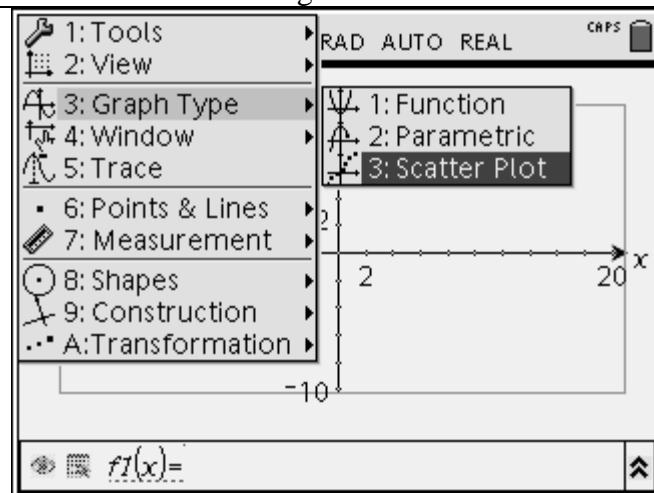 1: Tools
2: View
3: Graph Type
4: Window
5: Trace
6: Points & Lines
7: Measurement
8: Shapes
9: Construction
A:Transformation
RAD AUTO REAL
CAPS
1: Function
2: Parametric
3: Scatter Plot
2
x
2
20
-10
f1(x)=